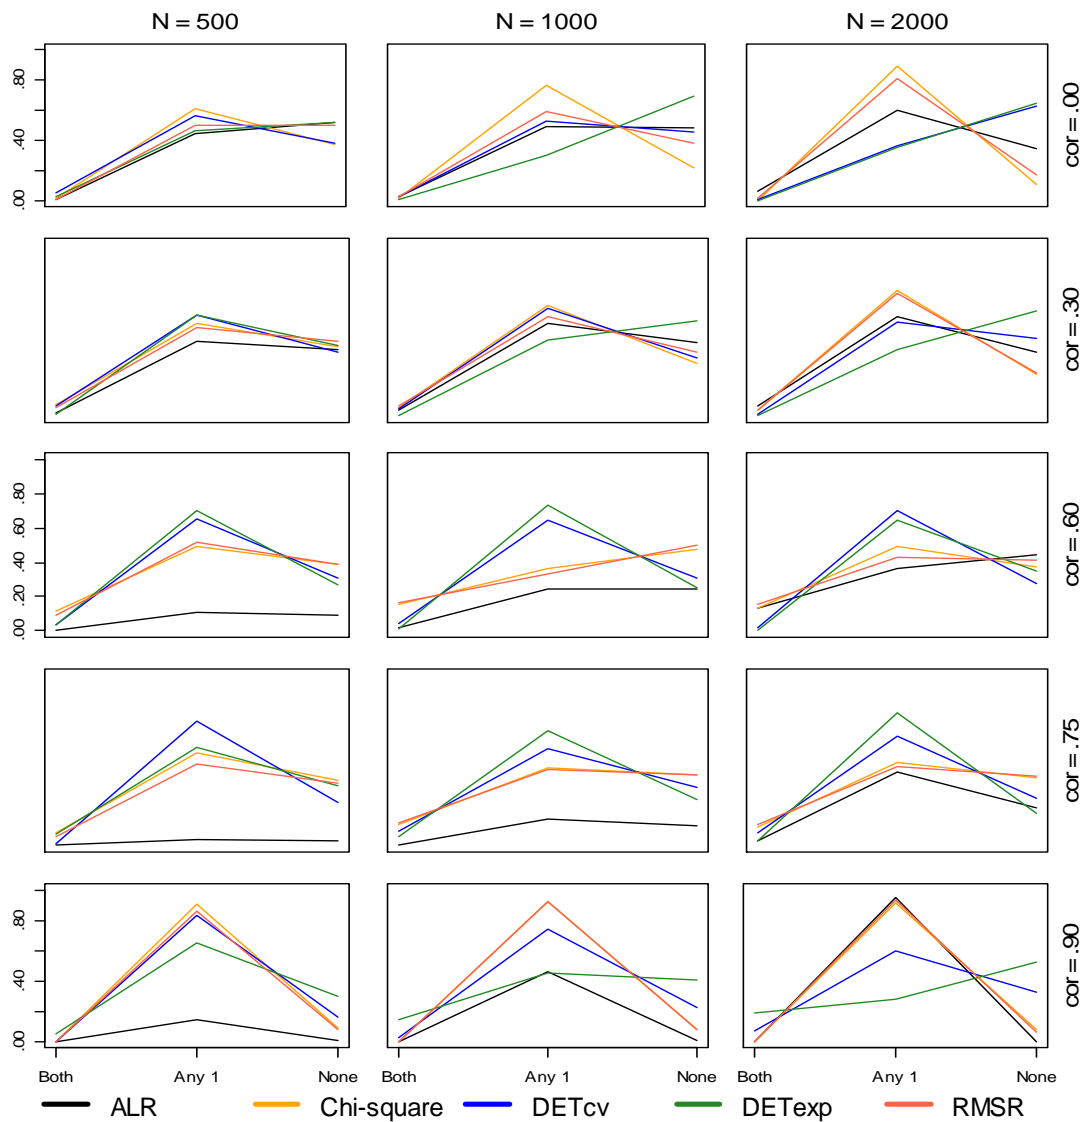 N = 500 N = 1000 N = 2000
.80
.40
.00
cor = .00
cor = .30
.80
.60
.40
.20
.00
cor = .60
cor = .75
.80
.40
.00
cor = .90
Both Any 1 None Both Any 1 None Both Any 1 None
ALR Chi-square DETcv DETexp RMSR